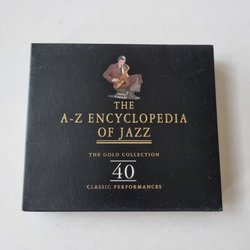 THE
A-Z ENCYCLOPEDIA
OF JAZZ
THE GOLD COLLECTION
40
CLASSIC PERFORMANCES